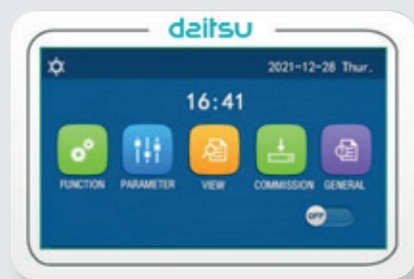 daitsu
2021-12-28 Thur.
16:41
FUNCTION PARAMETER VIEW COMMISSION GENERAL
OFF